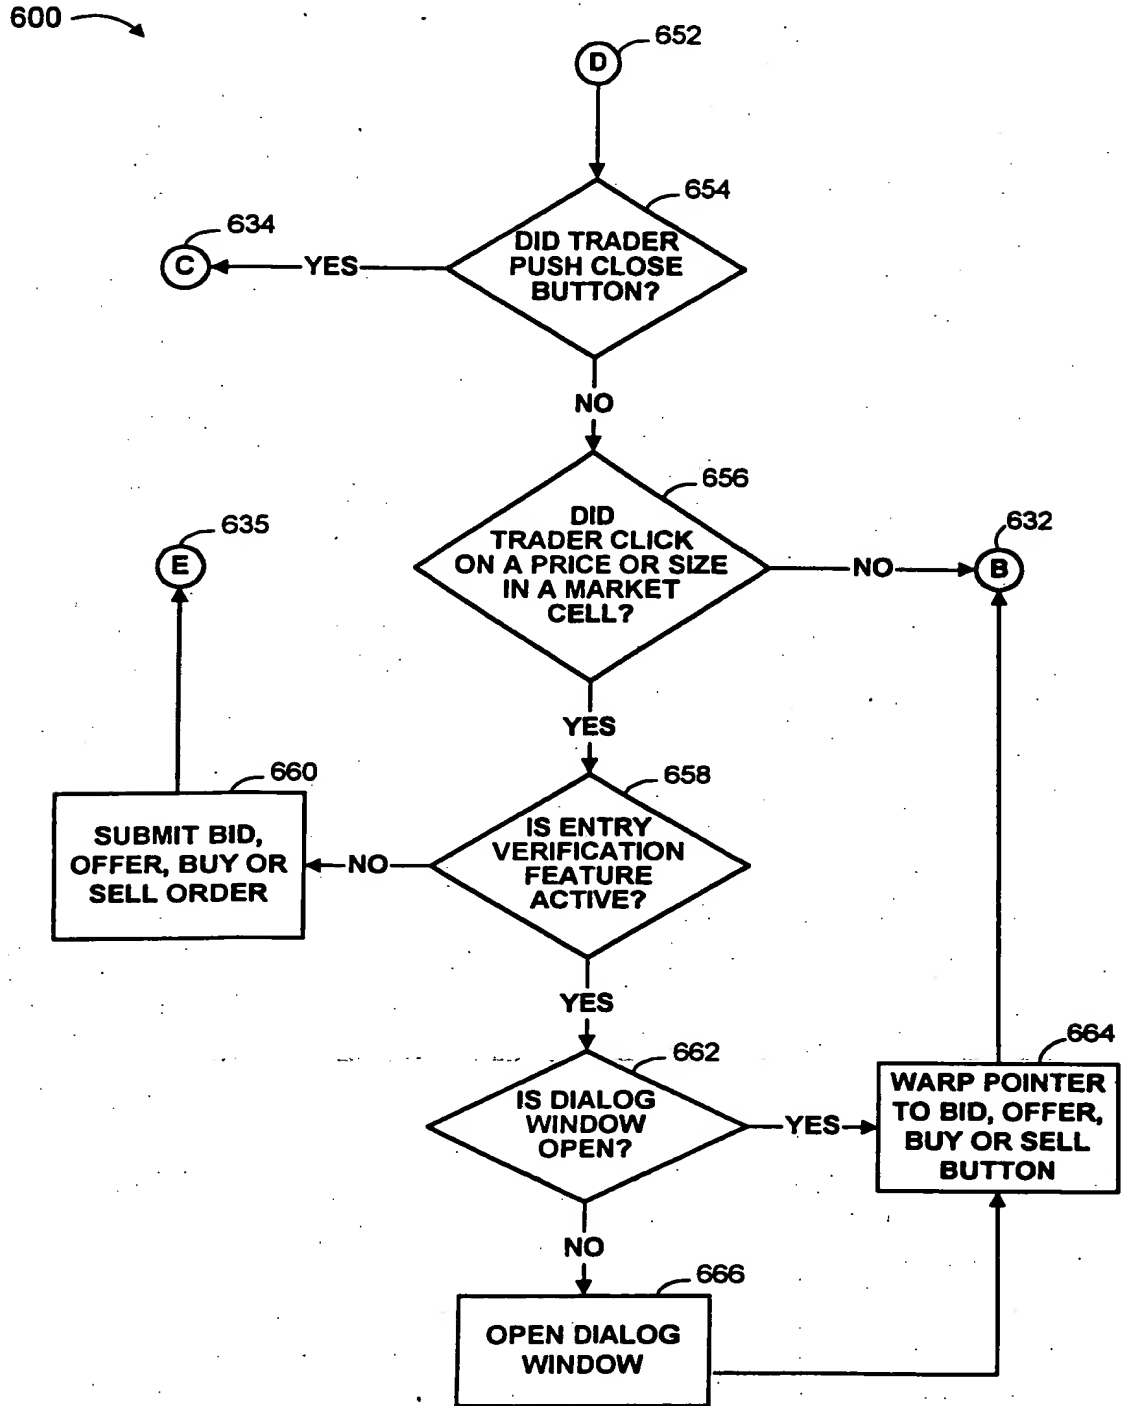 600
D
652
654
DID TRADER
PUSH CLOSE
BUTTON?
634
C
YES
NO
656
DID
TRADER CLICK
ON A PRICE OR SIZE
IN A MARKET
CELL?
635
E
NO
632
B
YES
658
IS ENTRY
VERIFICATION
FEATURE
ACTIVE?
660
SUBMIT BID,
OFFER, BUY OR
SELL ORDER
NO
YES
662
IS DIALOG
WINDOW
OPEN?
YES
664
WARP POINTER
TO BID, OFFER,
BUY OR SELL
BUTTON
NO
666
OPEN DIALOG
WINDOW